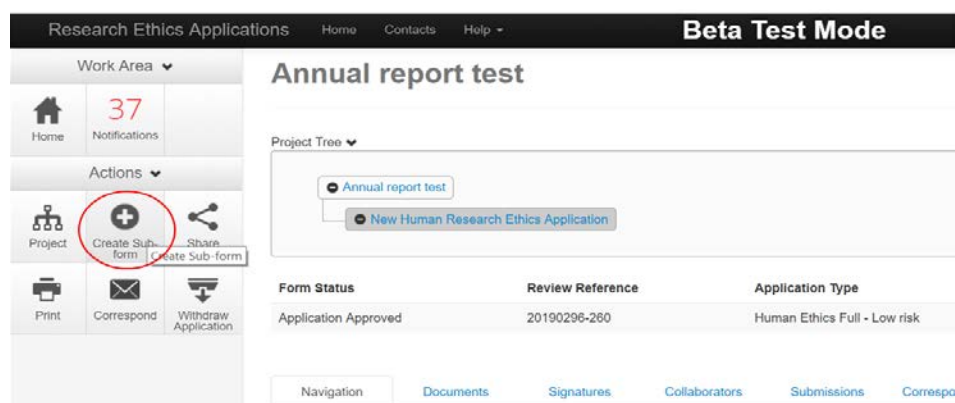 Research Ethics Applications Home Contacts Help
Beta Test Mode
Work Area
Home
37
Notifications
Actions
Project
Create Sub-
form
Share
Create Sub-form
Print
Correspond
Withdraw
Application
Annual report test
Project Tree
Annual report test
New Human Research Ethics Application
Form Status Review Reference Application Type
Application Approved 20190296-260 Human Ethics Full - Low risk
Navigation Documents Signatures Collaborators Submissions Correspo